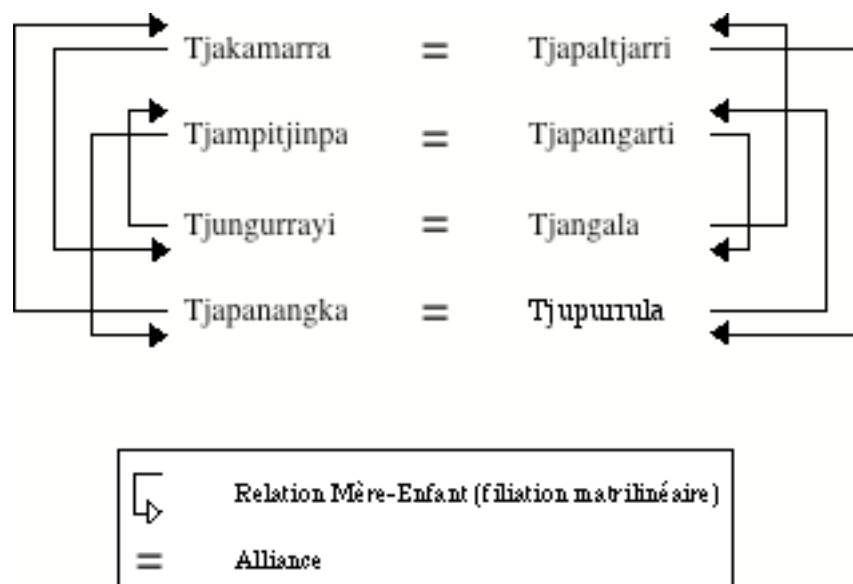 Tjakamarra = Tjapaltjarri
Tjampitjinpa = Tjapangarti
Tjungurrayi = Tjangala
Tjapanangka = Tjupurrula
Relation Mère-Enfant (filiation matrilinéaire)
= Alliance